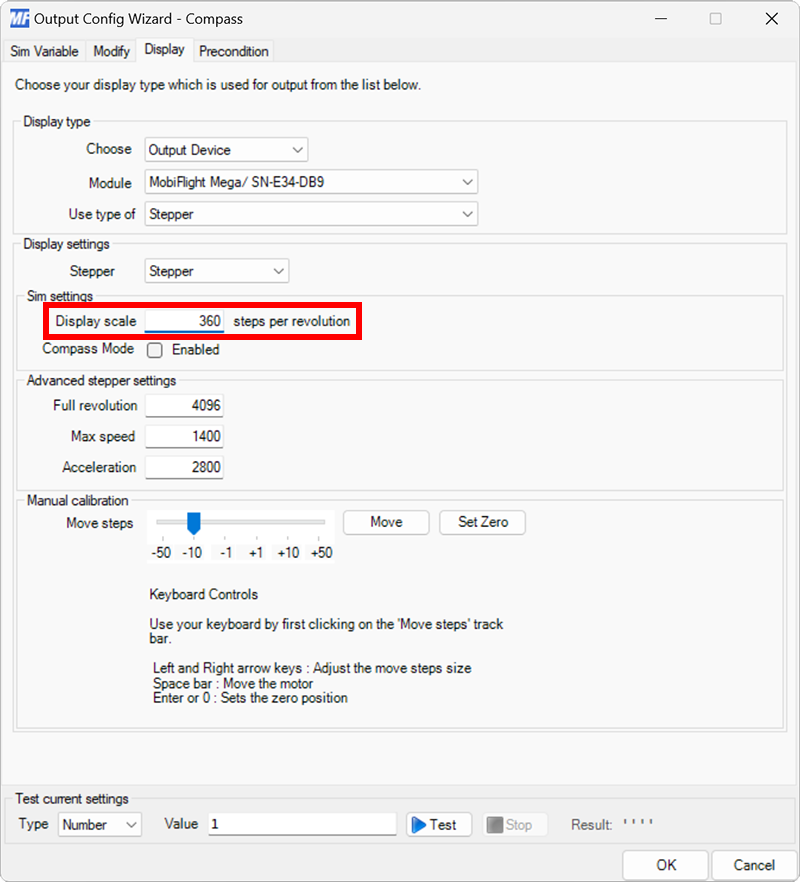 MF Output Config Wizard - Compass
Sim Variable Modify Display Precondition
Choose your display type which is used for output from the list below.
Display type
Choose Output Device
Module MobiFlight Mega/ SN-E34-DB9
Use type of Stepper
Display settings
Stepper Stepper
Sim settings
Display scale 360 steps per revolution
Compass Mode Enabled
Advanced stepper settings
Full revolution 4096
Max speed 1400
Acceleration 2800
Manual calibration
Move steps Move Set Zero
-50 -10 -1 +1 +10 +50
Keyboard Controls
Use your keyboard by first clicking on the 'Move steps' track
bar.
Left and Right arrow keys : Adjust the move steps size
Space bar : Move the motor
Enter or 0 : Sets the zero position
Test current settings
Type Number Value 1 Test Stop Result: ' ' ' '
OK Cancel